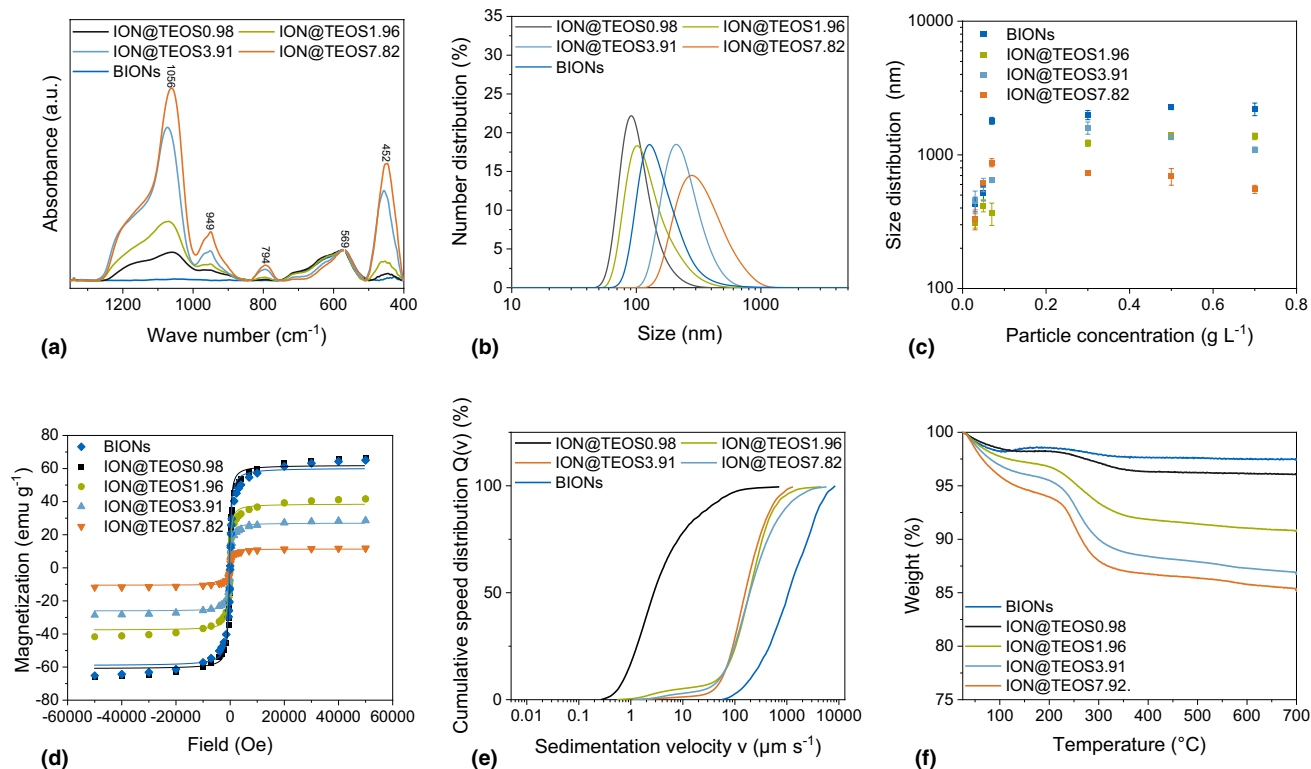 ION@TEOS0.98 ION@TEOS1.96
ION@TEOS3.91 ION@TEOS7.82
BIONs
1056
949
794
569
452
Absorbance (a.u.)
1200 1000 800 600 400
Wave number (cm⁻¹)
(a)
ION@TEOS0.98 ION@TEOS1.96
ION@TEOS3.91 ION@TEOS7.82
BIONs
Number distribution (%)
35
30
25
20
15
10
5
0
10 100 1000
Size (nm)
(b)
BIONs
ION@TEOS1.96
ION@TEOS3.91
ION@TEOS7.82
Size distribution (nm)
10000
1000
100
0.0 0.2 0.4 0.6 0.8
Particle concentration (g L⁻¹)
(c)
BIONs
ION@TEOS0.98
ION@TEOS1.96
ION@TEOS3.91
ION@TEOS7.82
Magnetization (emu g⁻¹)
80
60
40
20
0
-20
-40
-60
-80
-60000 -40000 -20000 0 20000 40000 60000
Field (Oe)
(d)
ION@TEOS0.98 ION@TEOS1.96
ION@TEOS3.91 ION@TEOS7.82
BIONs
Cumulative speed distribution Q(v) (%)
100
50
0
0.01 0.1 1 10 100 1000 10000
Sedimentation velocity v (µm s⁻¹)
(e)
Weight (%)
100
95
90
85
80
75
BIONs
ION@TEOS0.98
ION@TEOS1.96
ION@TEOS3.91
ION@TEOS7.92.
100 200 300 400 500 600 700
Temperature (°C)
(f)